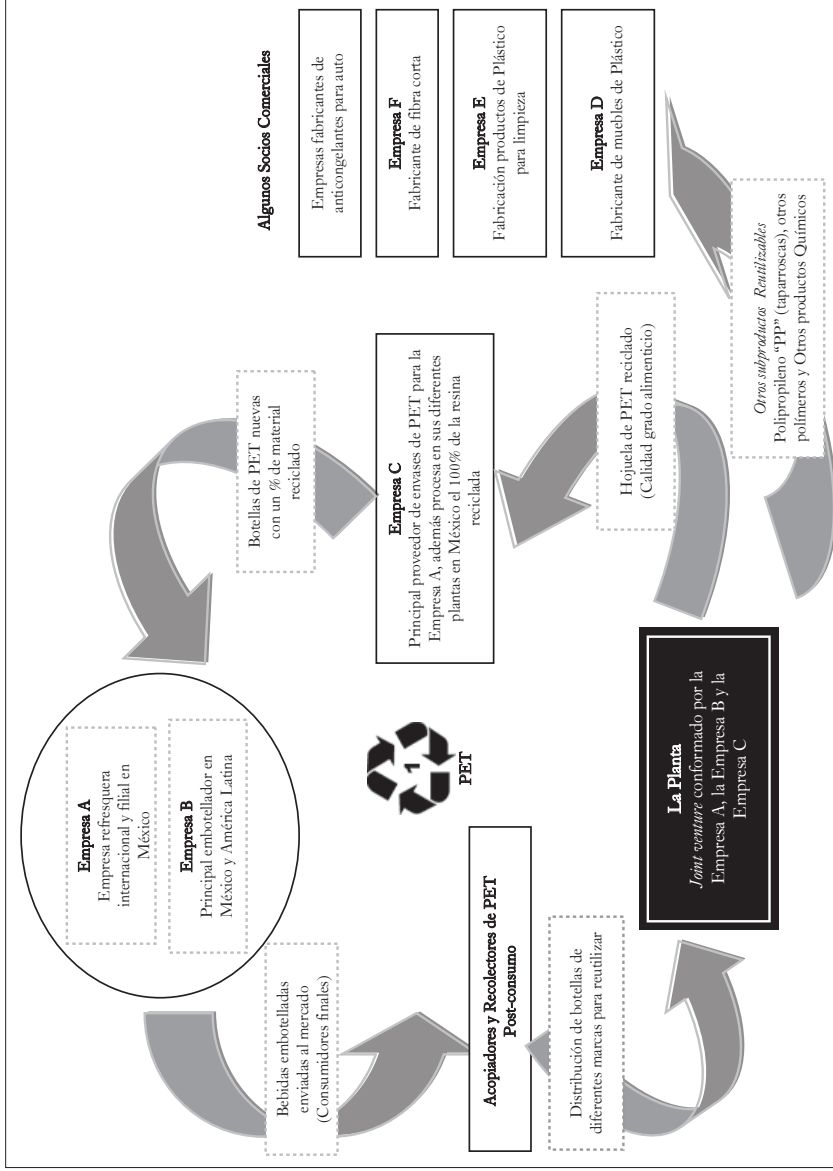 Empresa A
Empresa refresquera
internacional y filial en
México
Empresa B
Principal embotellador en
México y América Latina
Botellas de PET nuevas
con un % de material
reciclado
Algunos Socios Comerciales
Empresas fabricantes de
anticongelantes para auto
Empresa F
Fabricante de fibra corta
Empresa E
Fabricación productos de Plástico
para limpieza
Empresa D
Fabricante de muebles de Plástico
Bebidas embotelladas
enviadas al mercado
(Consumidores finales)
1
PET
Empresa C
Principal proveedor de envases de PET para la
Empresa A, además procesa en sus diferentes
plantas en México el 100% de la resina
reciclada
Acopiadores y Recolectores de PET
Post-consumo
Distribución de botellas de
diferentes marcas para reutilizar
La Planta
Joint venture conformado por la
Empresa A, la Empresa B y la
Empresa C
Hojuela de PET reciclado
(Calidad grado alimenticio)
Otros subproductos Reutilizables
Polipropileno “PP” (taparroscas), otros
polímeros y Otros productos Químicos